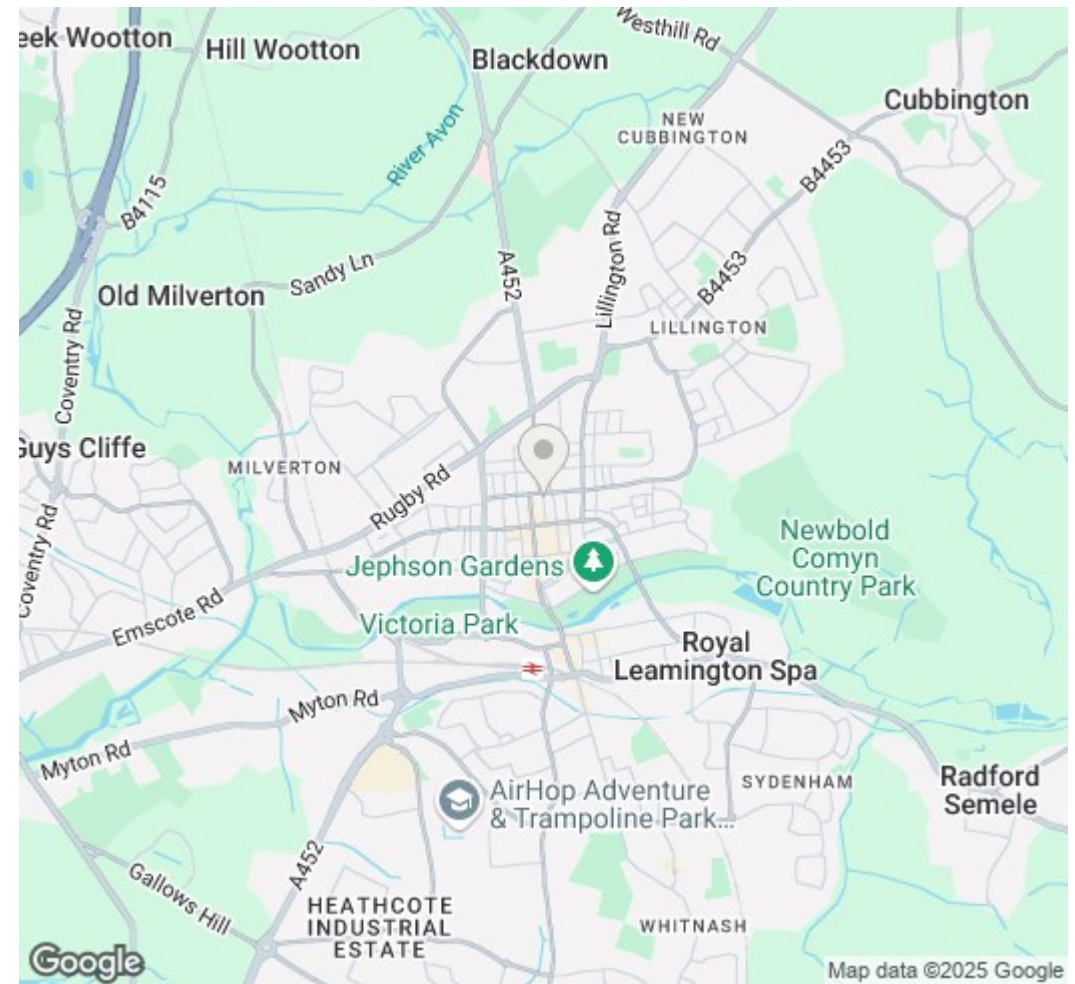 eek Wootton
Hill Wootton
Blackdown
Westhill Rd
Cubbington
NEW
CUBBINGTON
River Avon
B4115
B4453
Sandy Ln
A452
Lillington Rd
B4453
Old Milverton
LILLINGTON
Coventry Rd
Guys Cliffe
MILVERTON
Rugby Rd
Newbold
Comyn
Country Park
Jephson Gardens
Coventry Rd
Emscote Rd
Victoria Park
Royal
Leamington Spa
Myton Rd
Myton Rd
SYDENHAM
Radford
Semele
AirHop Adventure
& Trampoline Park...
A452
Gallows Hill
HEATHCOTE
INDUSTRIAL
ESTATE
WHITNASH
Google
Map data ©2025 Google